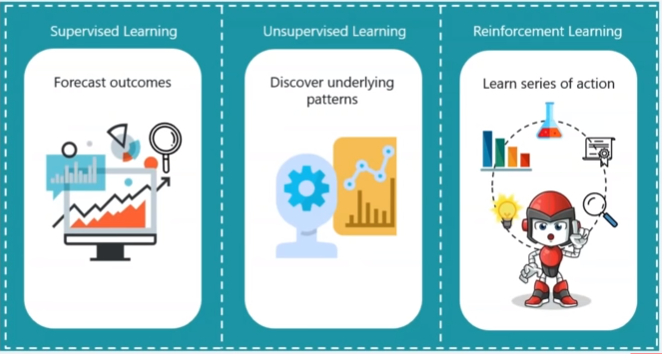 Supervised Learning
Forecast outcomes
Unsupervised Learning
Discover underlying
patterns
Reinforcement Learning
Learn series of action